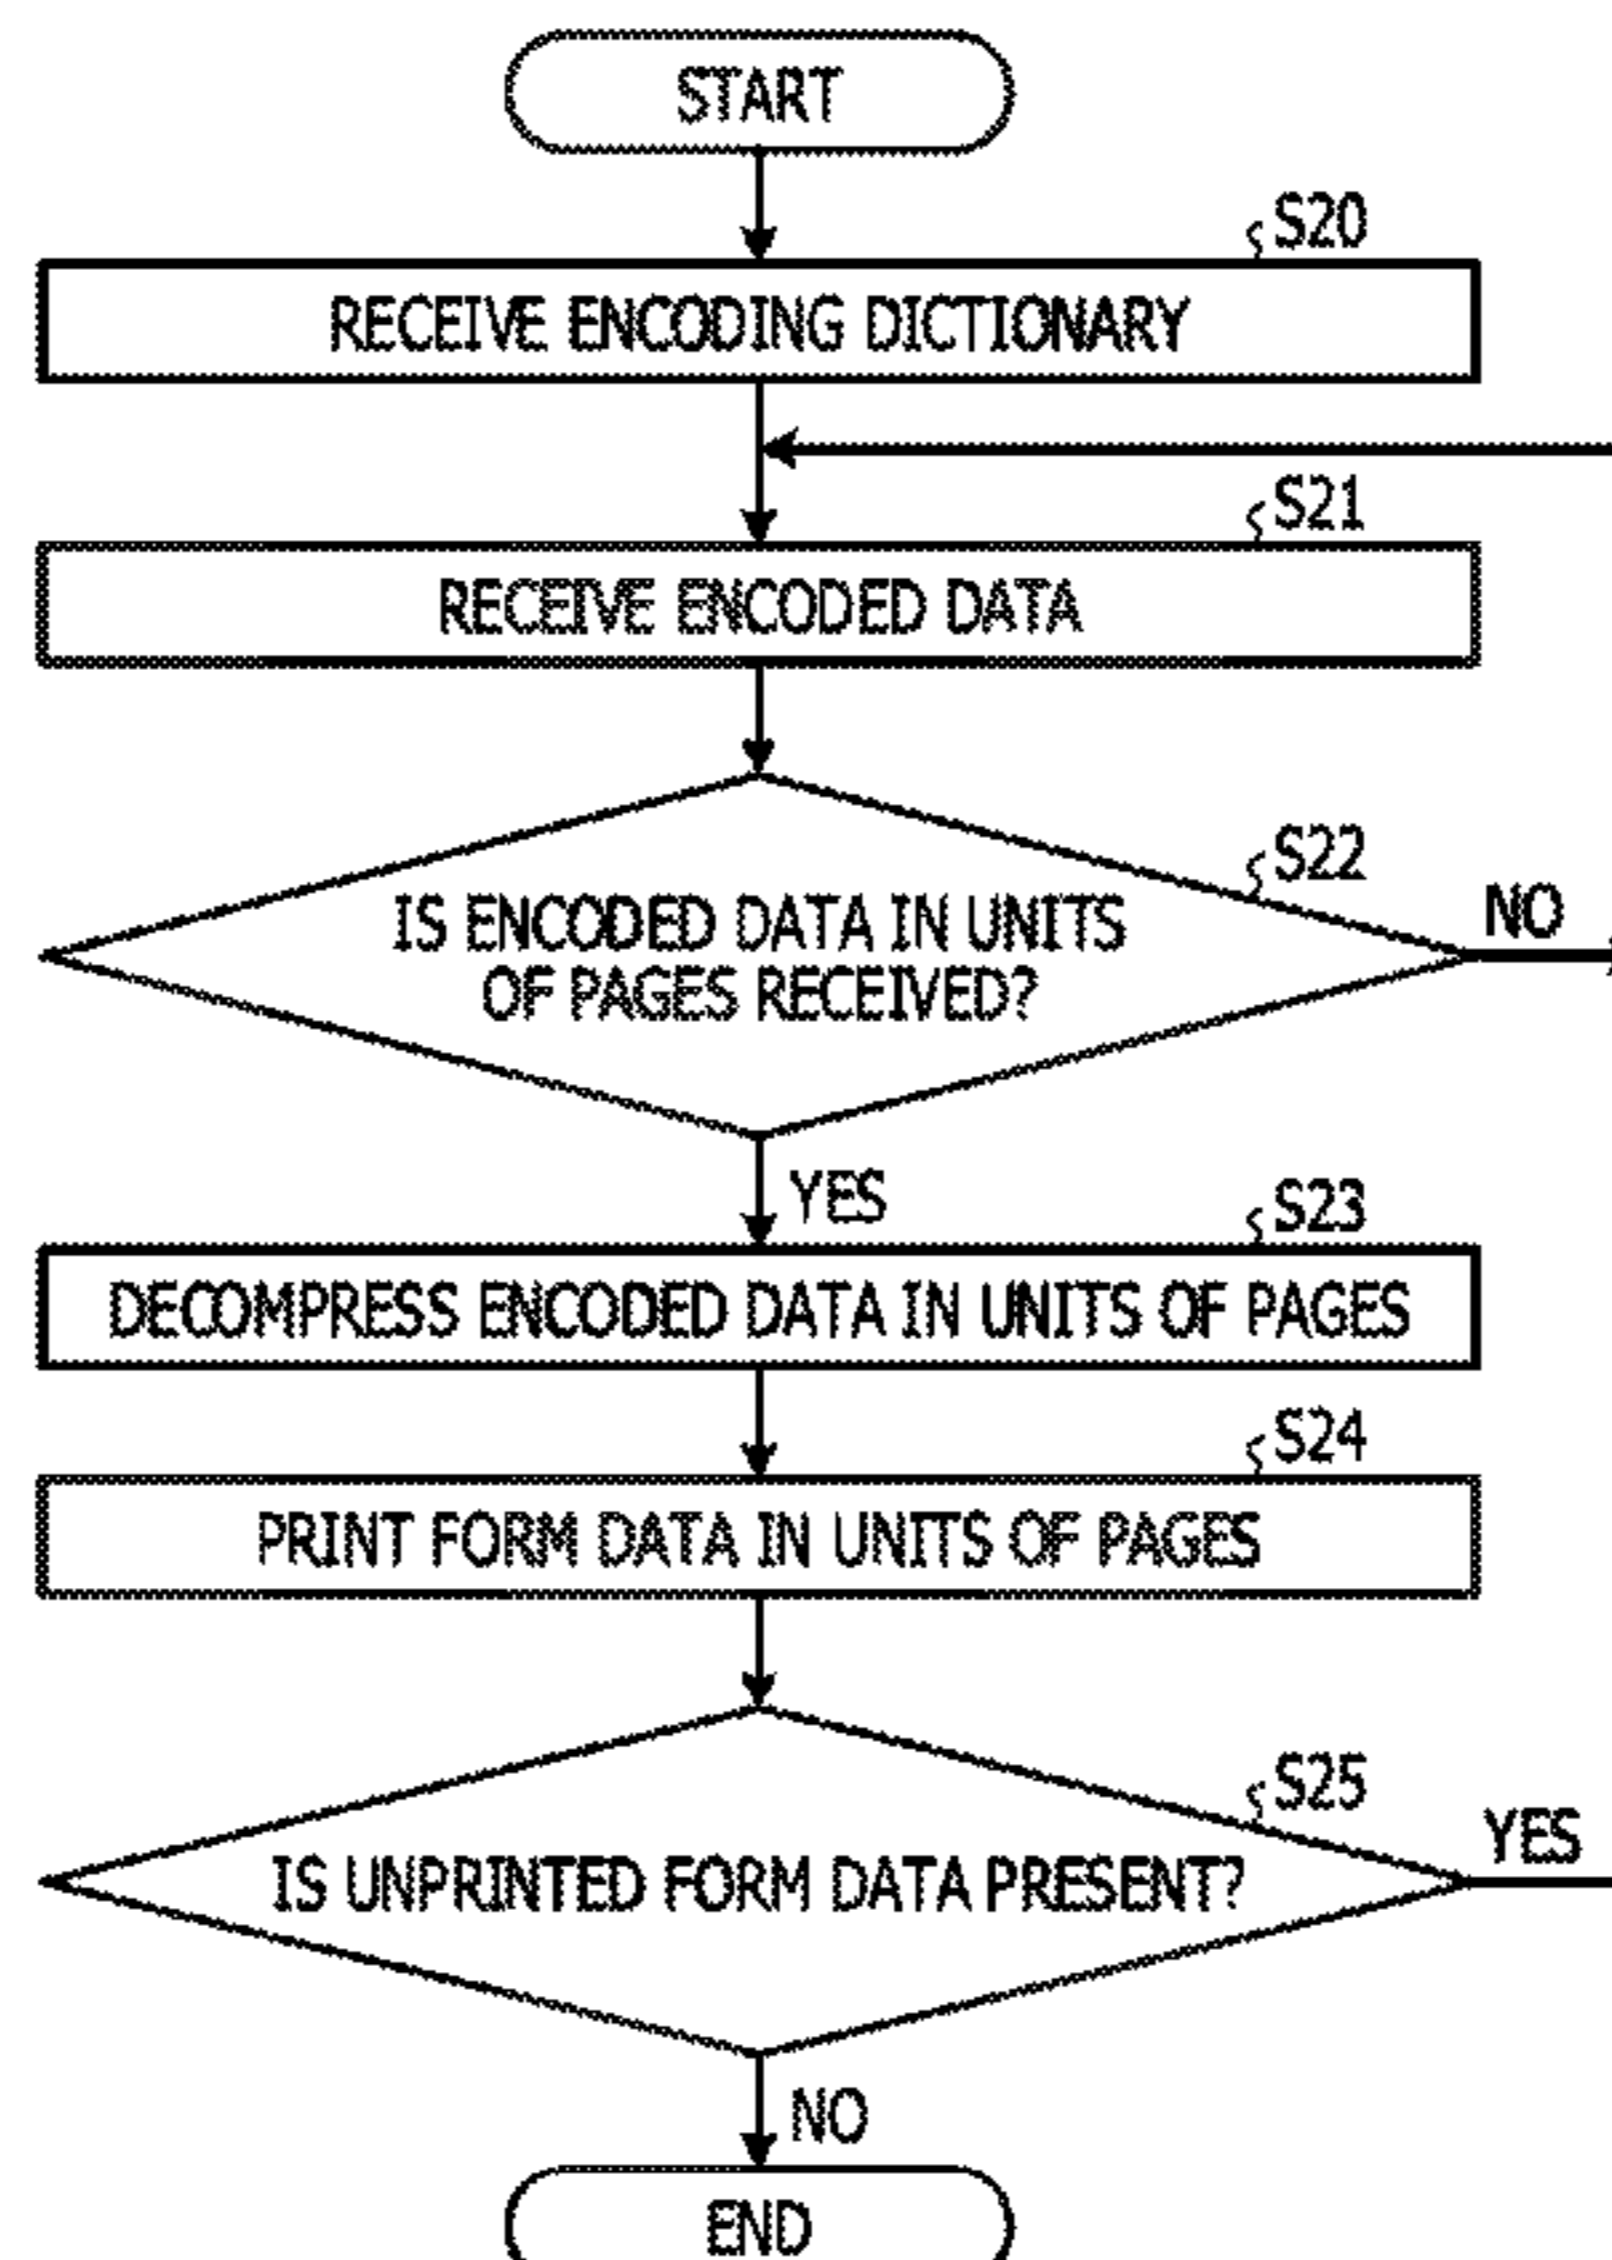 START
S20
RECEIVE ENCODING DICTIONARY
S21
RECEIVE ENCODED DATA
S22
IS ENCODED DATA IN UNITS
OF PAGES RECEIVED?
NO
YES
S23
DECOMPRESS ENCODED DATA IN UNITS OF PAGES
S24
PRINT FORM DATA IN UNITS OF PAGES
S25
IS UNPRINTED FORM DATA PRESENT?
YES
NO
END